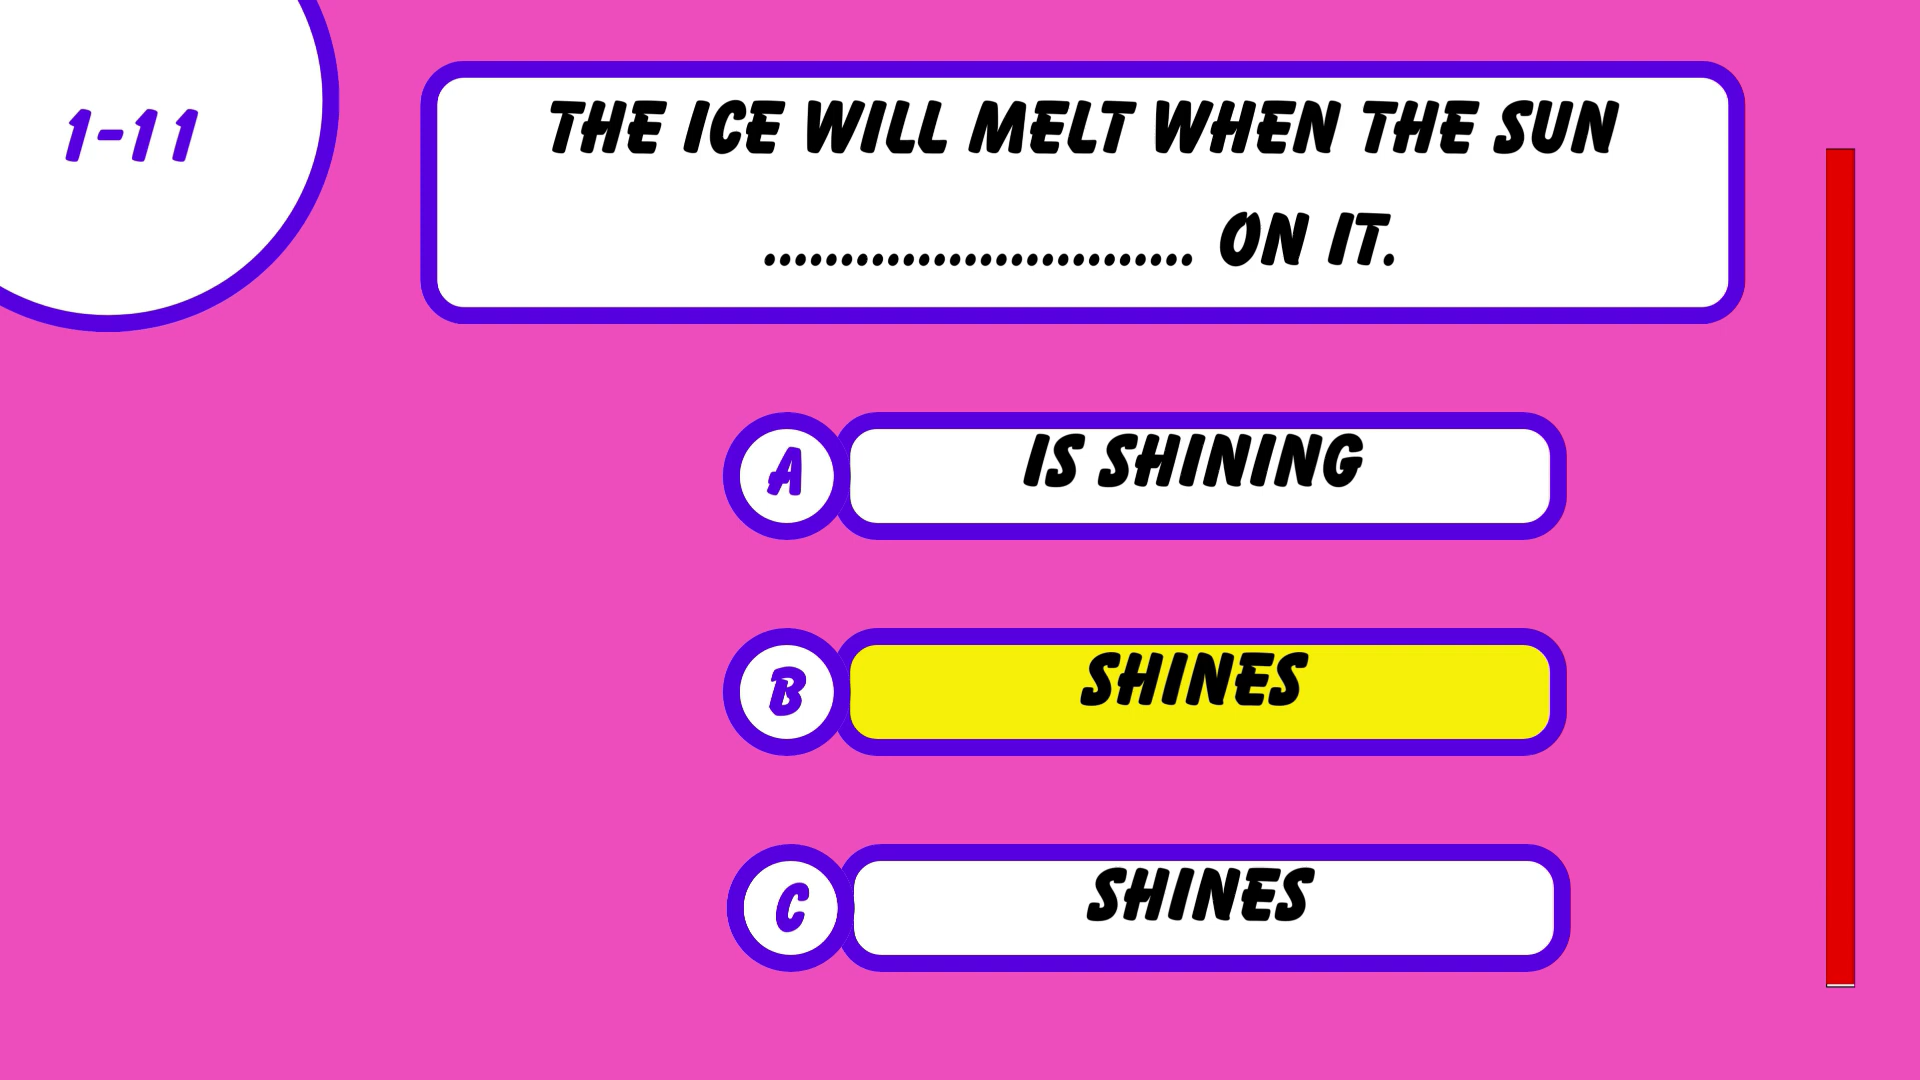 1-11
THE ICE WILL MELT WHEN THE SUN
............................ ON IT.
A
IS SHINING
B
SHINES
C
SHINES